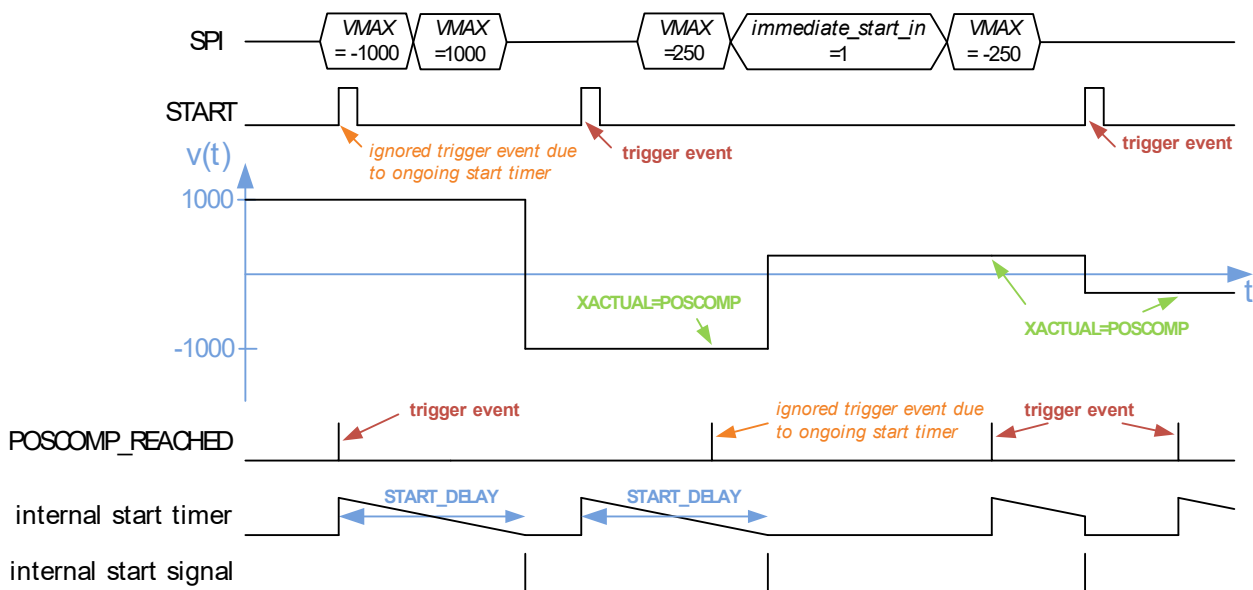 SPI
VMAX
= -1000
VMAX
=1000
VMAX
=250
immediate_start_in
=1
VMAX
= -250
START
ignored trigger event due
to ongoing start timer
trigger event
trigger event
v(t)
1000
-1000
t
XACTUAL=POSCOMP
XACTUAL=POSCOMP
POSCOMP_REACHED
trigger event
ignored trigger event due
to ongoing start timer
trigger event
internal start timer
START_DELAY
START_DELAY
internal start signal